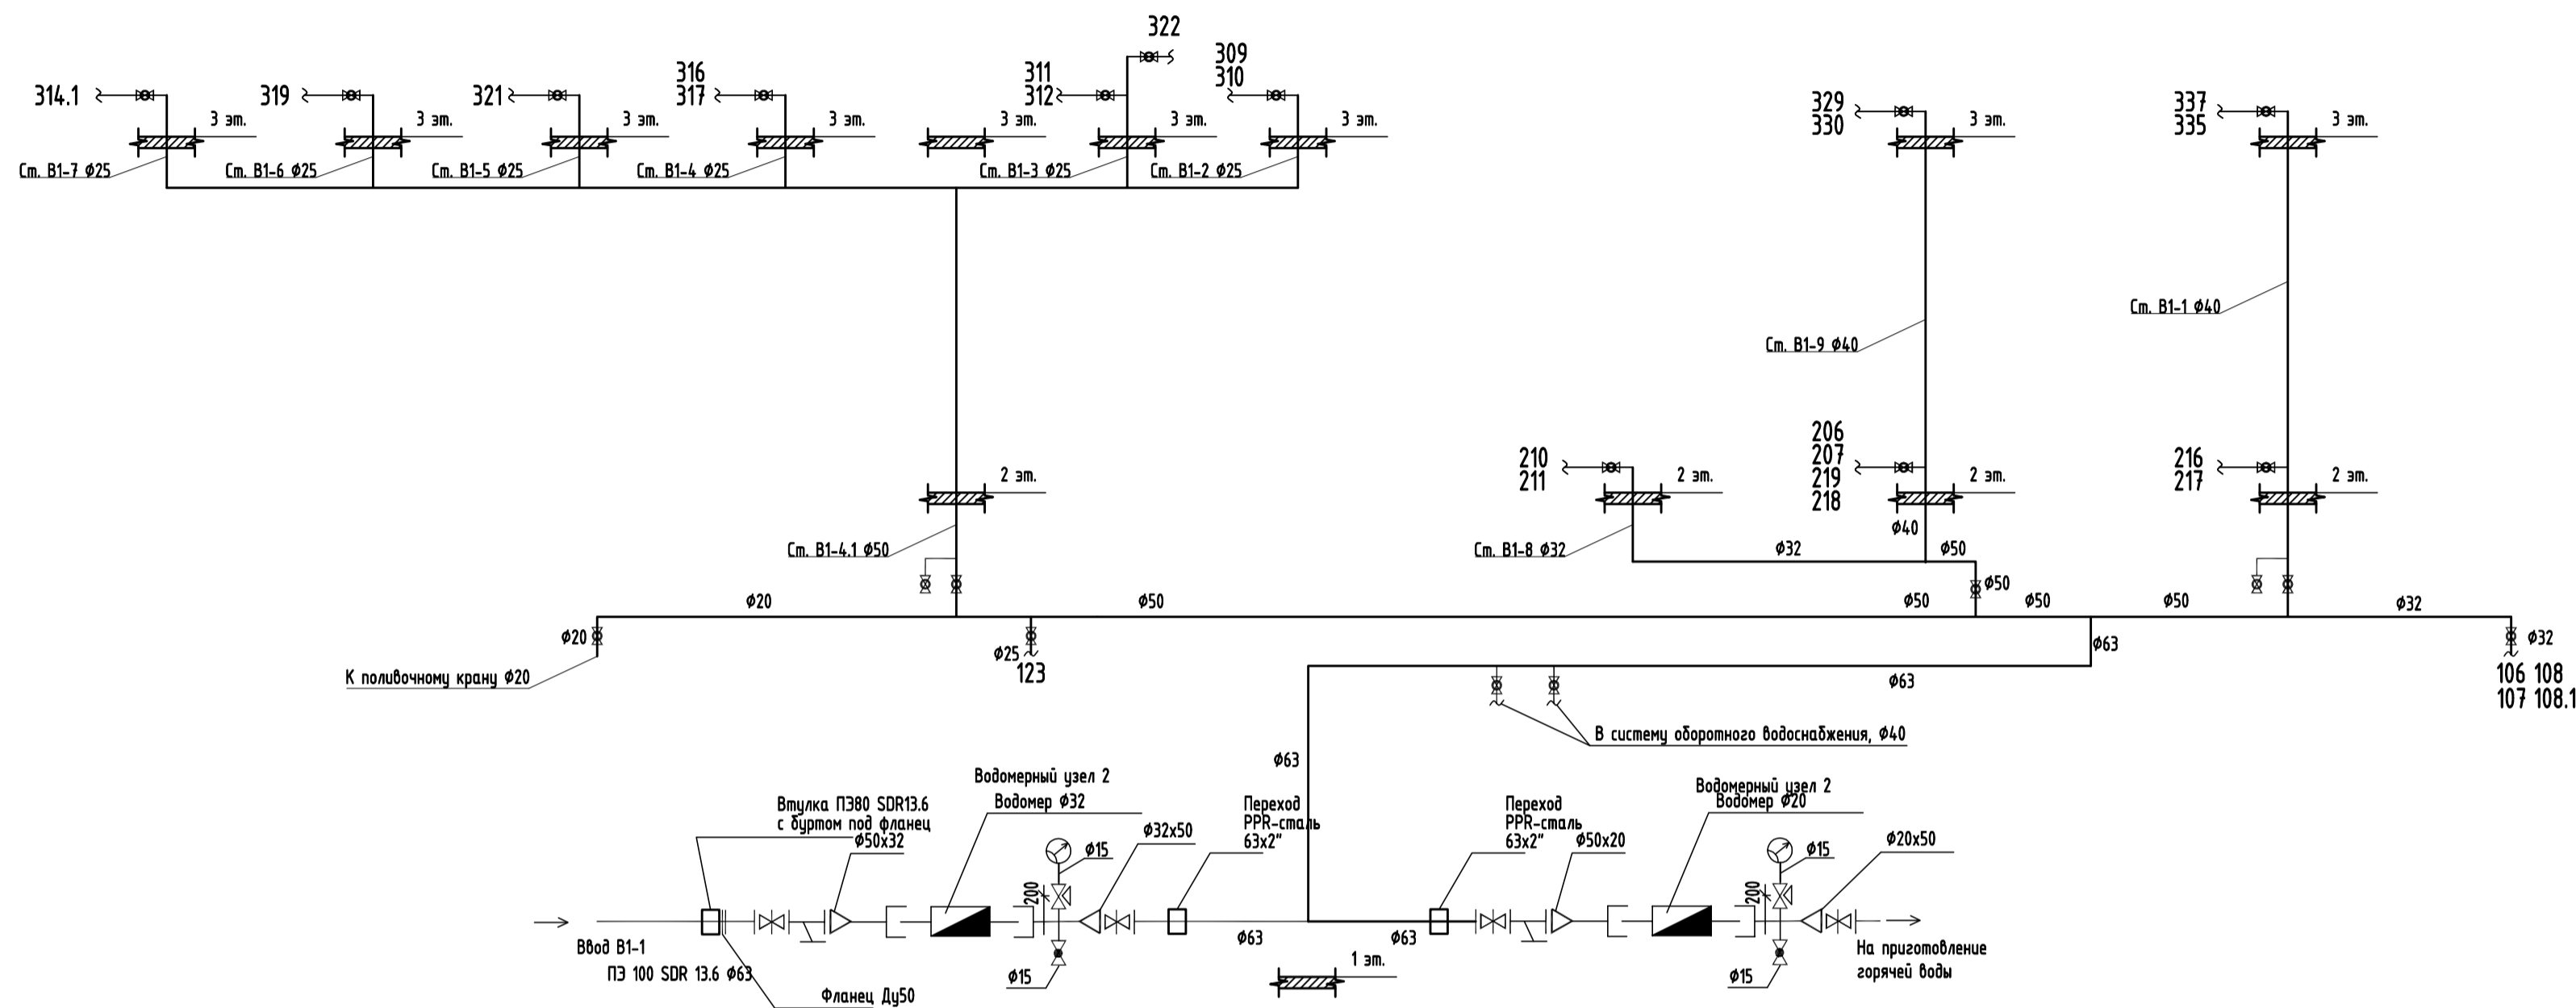 322
309
310
311
312
316
317
314.1
319
321
329
330
337
335
3 эт.
3 эт.
3 эт.
3 эт.
3 эт.
3 эт.
3 эт.
3 эт.
3 эт.
Ст. В1-7 ф25
Ст. В1-6 ф25
Ст. В1-5 ф25
Ст. В1-4 ф25
Ст. В1-3 ф25
Ст. В1-2 ф25
Ст. В1-1 ф40
Ст. В1-9 ф40
2 эт.
210
211
2 эт.
206
207
219
218
2 эт.
216
217
2 эт.
ф40
Ст. В1-4.1 ф50
Ст. В1-8 ф32
ф32
ф50
ф50
ф20
ф50
ф50
ф50
ф50
ф32
ф20
ф25
123
ф63
ф32
106 108
107 108.1
К поливочному крану ф20
ф63
В систему оборотного водоснабжения, ф40
ф63
Втулка ПЭ80 SDR13.6
с буртом под фланец
ф50х32
Водомерный узел 2
Водомер ф32
ф15
ф32х50
200
Переход
PPR-сталь
63х2"
Переход
PPR-сталь
63х2"
ф50х20
Водомерный узел 2
Водомер ф20
ф15
ф20х50
200
Ввод В1-1
ПЭ 100 SDR 13.6 ф63
Фланец Ду50
ф15
ф63
ф63
1 эт.
ф15
На приготовление
горячей воды